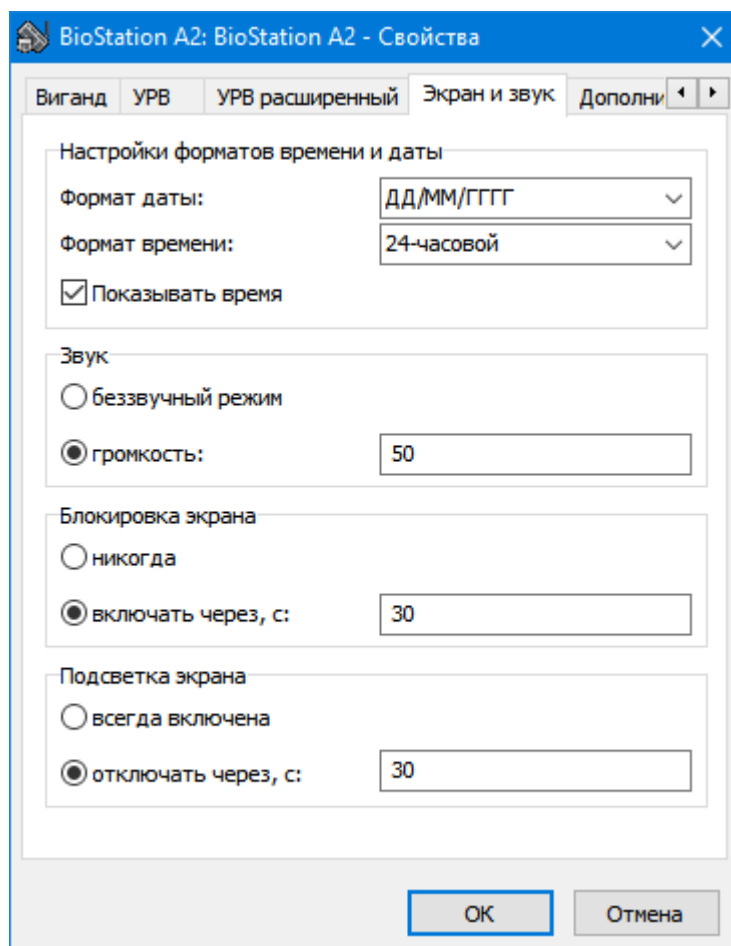 BioStation A2: BioStation A2 - Свойства
Виганд УРВ УРВ расширенный Экран и звук Дополни
Настройки форматов времени и даты
Формат даты: ДД/ММ/ГГГГ
Формат времени: 24-часовой
Показывать время
Звук
беззвучный режим
громкость: 50
Блокировка экрана
никогда
включать через, с: 30
Подсветка экрана
всегда включена
отключать через, с: 30
ОК Отмена